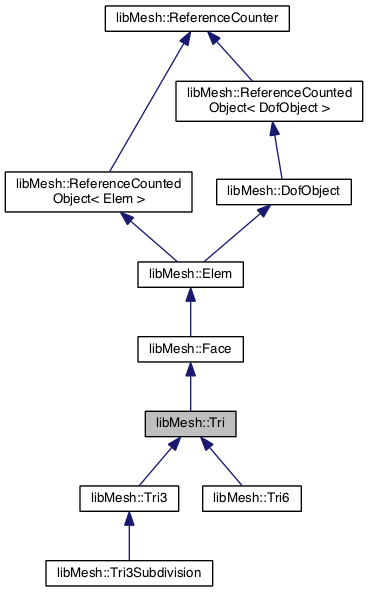 libMesh::ReferenceCounter
libMesh::ReferenceCounted
Object< DofObject >
libMesh::ReferenceCounted
Object< Elem >
libMesh::DofObject
libMesh::Elem
libMesh::Face
libMesh::Tri
libMesh::Tri3
libMesh::Tri6
libMesh::Tri3Subdivision